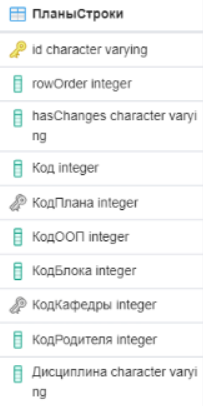 ПланыСтроки
id character varying
rowOrder integer
hasChanges character varyi
ng
Код integer
КодПлана integer
КодООП integer
КодБлока integer
КодКафедры integer
КодРодителя integer
Дисциплина character varyi
ng